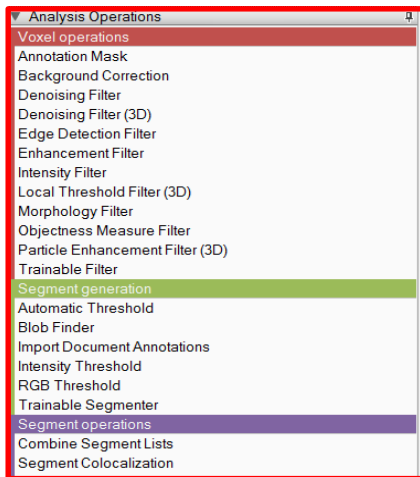 Analysis Operations
Voxel operations
Annotation Mask
Background Correction
Denoising Filter
Denoising Filter (3D)
Edge Detection Filter
Enhancement Filter
Intensity Filter
Local Threshold Filter (3D)
Morphology Filter
Objectness Measure Filter
Particle Enhancement Filter (3D)
Trainable Filter
Segment generation
Automatic Threshold
Blob Finder
Import Document Annotations
Intensity Threshold
RGB Threshold
Trainable Segmenter
Segment operations
Combine Segment Lists
Segment Colocalization